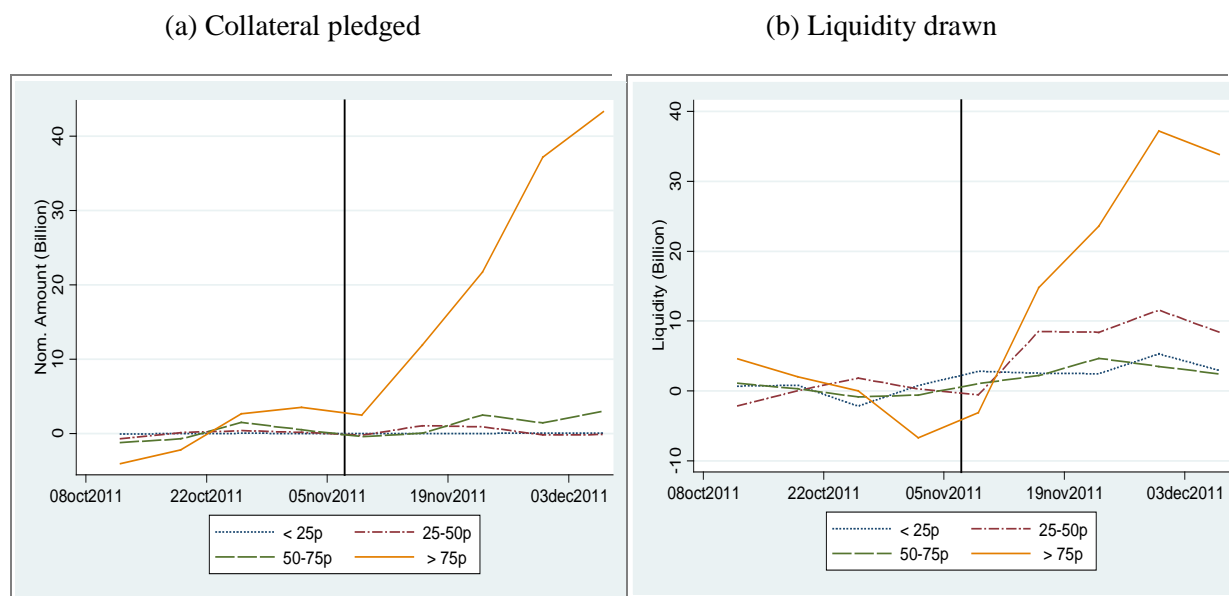 (a) Collateral pledged
(b) Liquidity drawn
Nom. Amount (Billion)
40
30
20
10
0
08oct2011 22oct2011 05nov2011 19nov2011 03dec2011
< 25p 25-50p
50-75p > 75p
Liquidity (Billion)
40
30
20
10
0
-10
08oct2011 22oct2011 05nov2011 19nov2011 03dec2011
< 25p 25-50p
50-75p > 75p